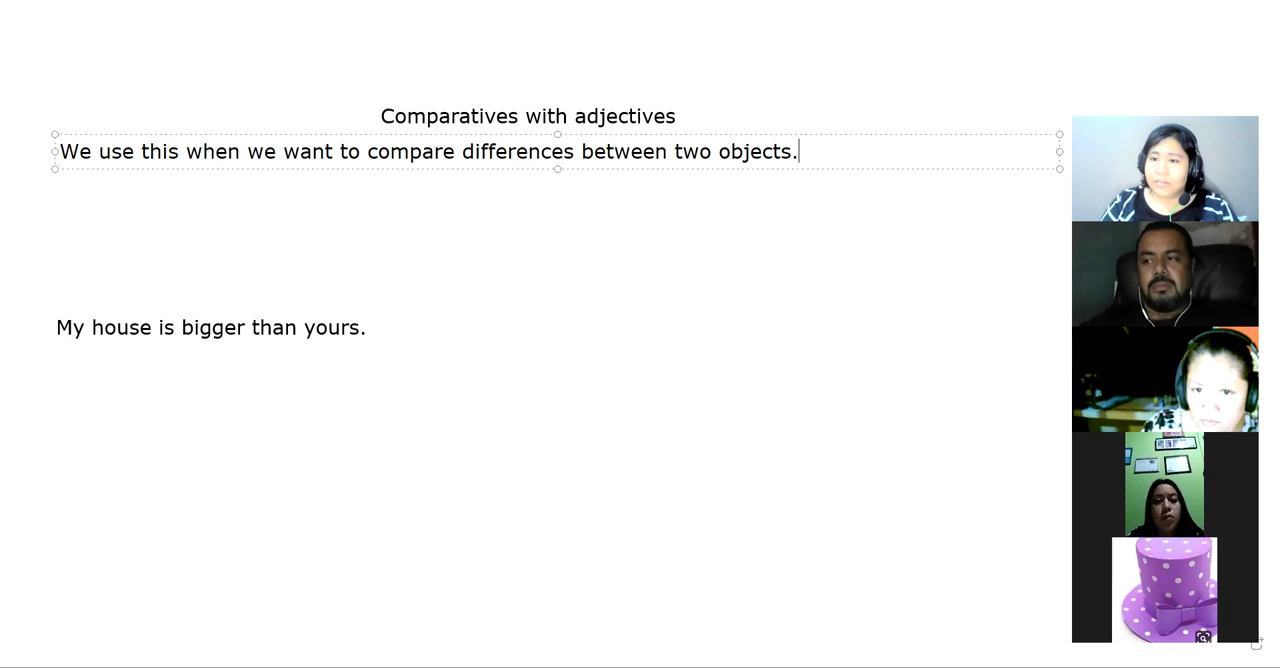 Comparatives with adjectives
We use this when we want to compare differences between two objects.
My house is bigger than yours.